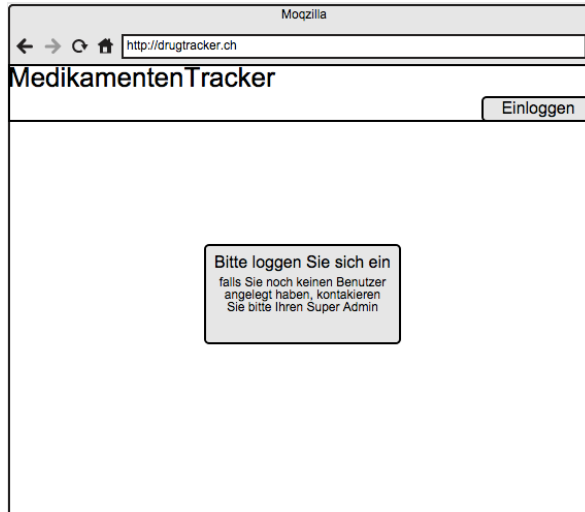 Moqzilla
http://drugtracker.ch
MedikamentenTracker
Einloggen
Bitte loggen Sie sich ein
falls Sie noch keinen Benutzer
angelegt haben, kontakieren
Sie bitte Ihren Super Admin